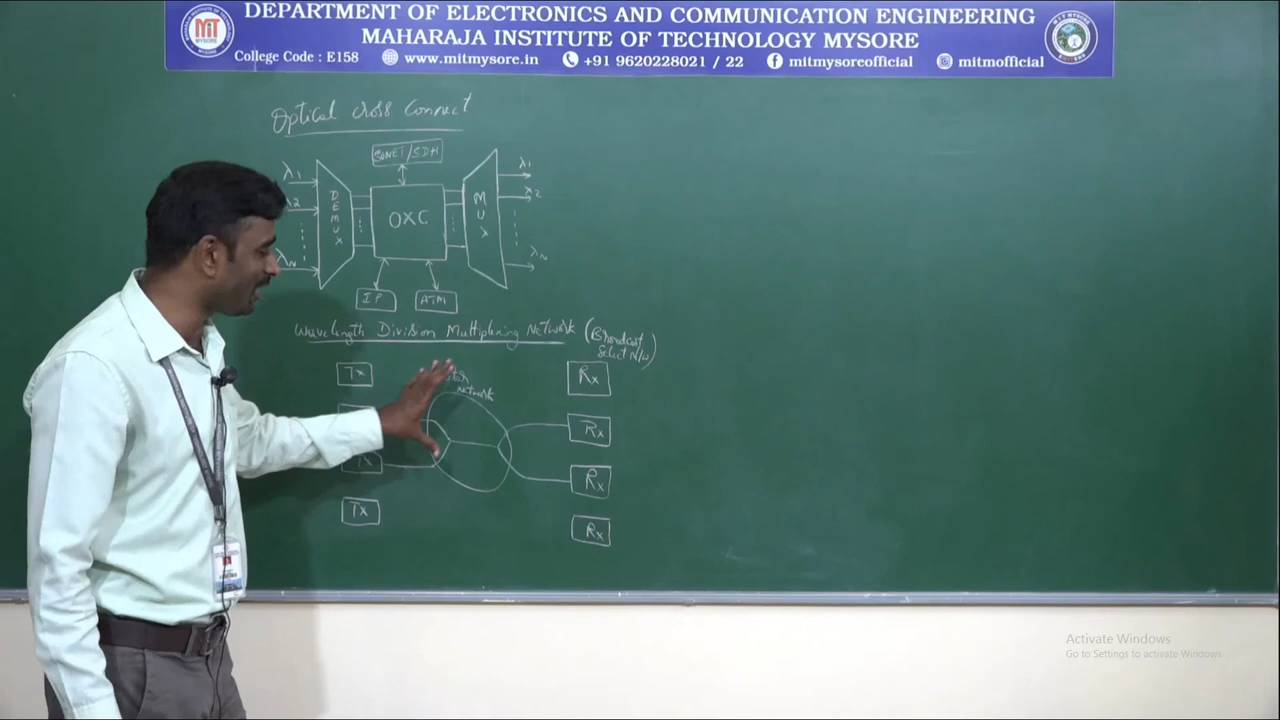 DEPARTMENT OF ELECTRONICS AND COMMUNICATION ENGINEERING
MAHARAJA INSTITUTE OF TECHNOLOGY MYSORE
College Code : E158 www.mitmysore.in +91 9620228021 / 22 mitmysoreofficial mitmofficial
MIT
MYSORE
Optical Cross Connect
SONET/SDH
λ1
λ2
λN
DEMUX
OXC
MUX
λ1
λ2
λN
IP
ATM
Wavelength Division Multiplexing Network (Broadcast
Select N/w)
Tx
Rx
Network
Rx
Tx
Rx
Tx
Rx
Activate Windows
Go to Settings to activate Windows.